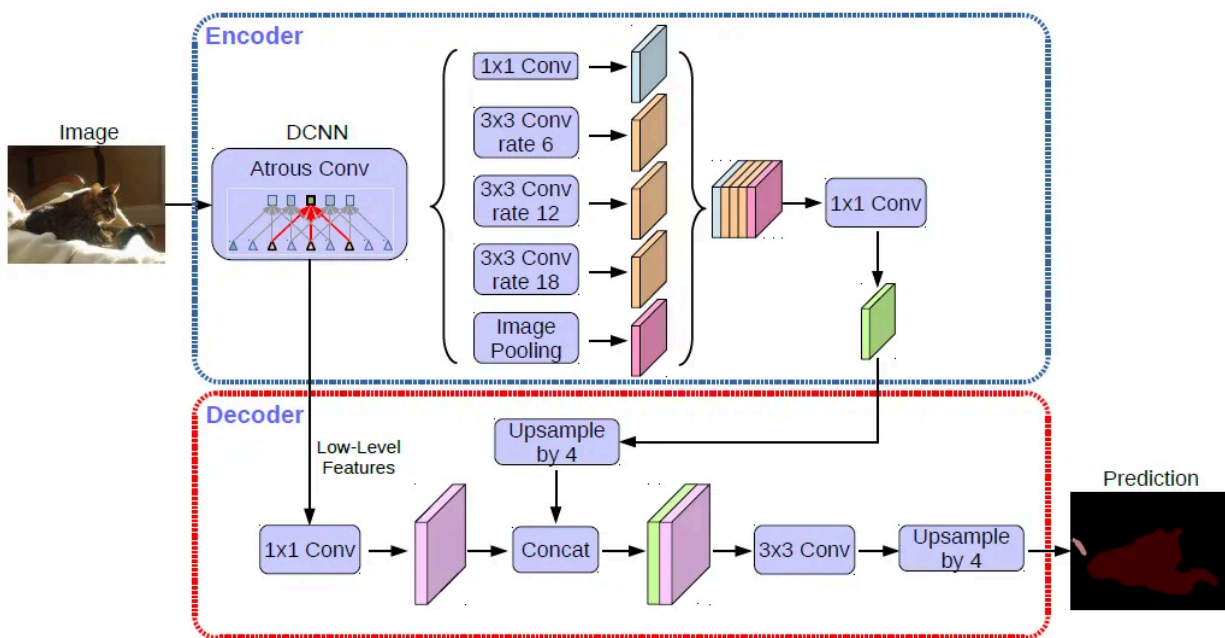 Encoder
Image
DCNN
Atrous Conv
1x1 Conv
3x3 Conv
rate 6
3x3 Conv
rate 12
3x3 Conv
rate 18
Image
Pooling
1x1 Conv
Decoder
Low-Level
Features
Upsample
by 4
1x1 Conv
Concat
3x3 Conv
Upsample
by 4
Prediction